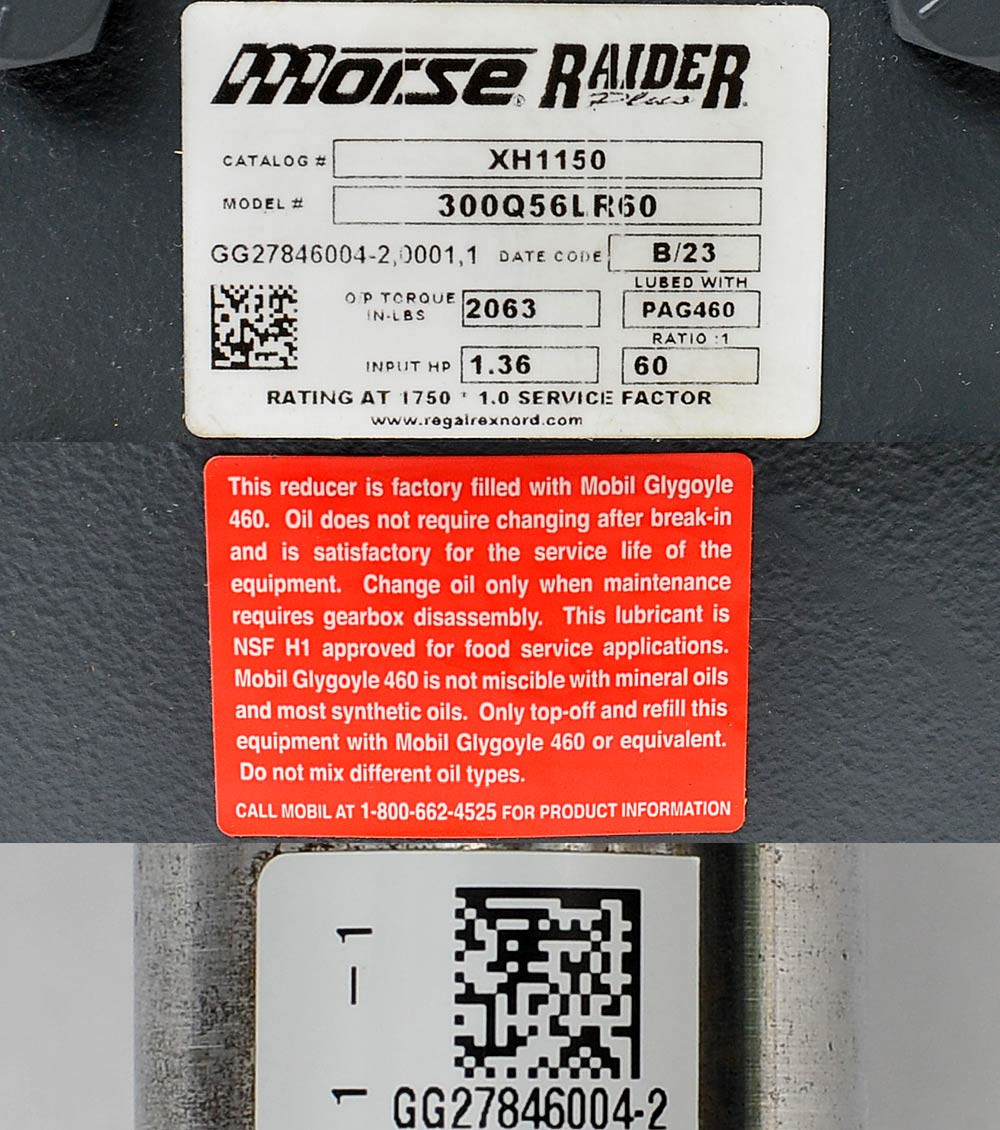 morse® RAIDER
Plus
CATALOG # XH1150
MODEL # 300Q56LR60
GG27846004-2,0001,1 DATE CODE B/23
LUBED WITH
O/P TORQUE
IN-LBS 2063 PAG460
RATIO :1
INPUT HP 1.36 60
RATING AT 1750 * 1.0 SERVICE FACTOR
www.regalrexnord.com
This reducer is factory filled with Mobil Glygoyle
460. Oil does not require changing after break-in
and is satisfactory for the service life of the
equipment. Change oil only when maintenance
requires gearbox disassembly. This lubricant is
NSF H1 approved for food service applications.
Mobil Glygoyle 460 is not miscible with mineral oils
and most synthetic oils. Only top-off and refill this
equipment with Mobil Glygoyle 460 or equivalent.
Do not mix different oil types.
CALL MOBIL AT 1-800-662-4525 FOR PRODUCT INFORMATION
1 - 1
GG27846004-2